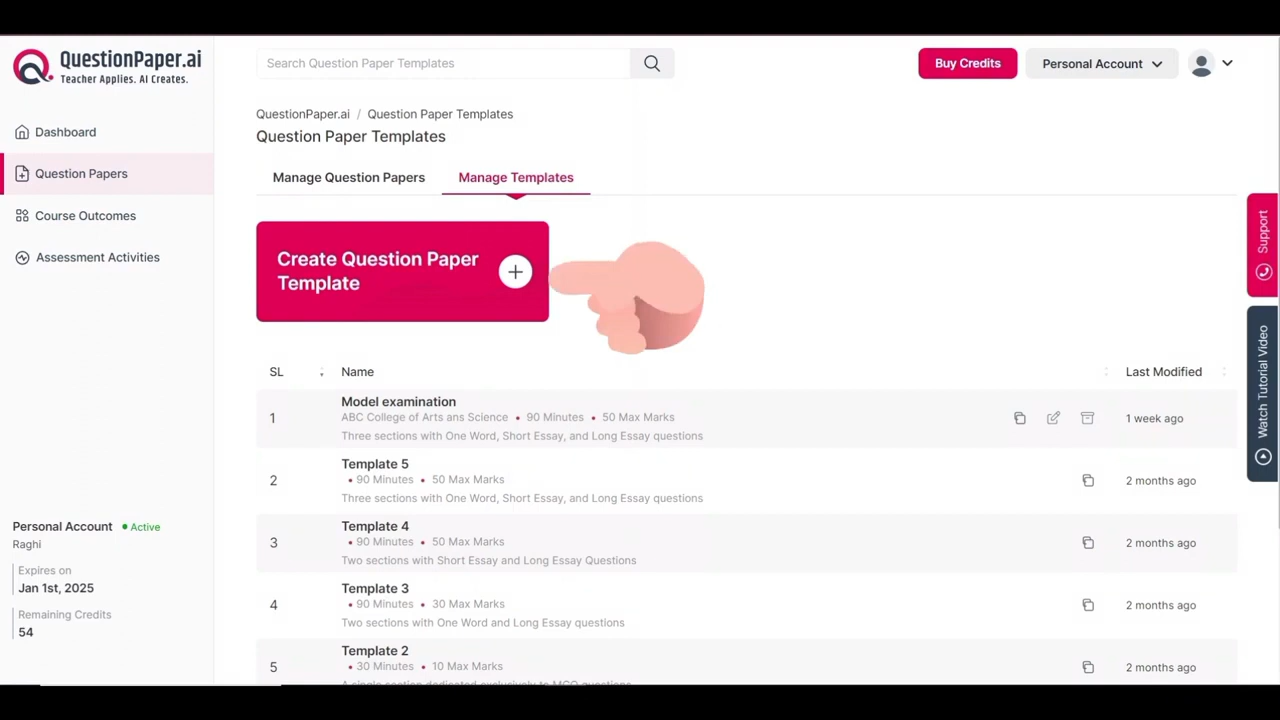 QuestionPaper.ai
Teacher Applies. AI Creates.
Search Question Paper Templates
Buy Credits
Personal Account
Dashboard
Question Papers
Course Outcomes
Assessment Activities
QuestionPaper.ai / Question Paper Templates
Question Paper Templates
Manage Question Papers
Manage Templates
Create Question Paper
Template
SL
Name
Last Modified
1
Model examination
ABC College of Arts ans Science • 90 Minutes • 50 Max Marks
Three sections with One Word, Short Essay, and Long Essay questions
1 week ago
2
Template 5
• 90 Minutes • 50 Max Marks
Three sections with One Word, Short Essay, and Long Essay questions
2 months ago
3
Template 4
• 90 Minutes • 50 Max Marks
Two sections with Short Essay and Long Essay Questions
2 months ago
4
Template 3
• 90 Minutes • 30 Max Marks
Two sections with One Word and Long Essay questions
2 months ago
5
Template 2
• 30 Minutes • 10 Max Marks
A single section dedicated exclusively to MCQ questions
2 months ago
Personal Account • Active
Raghi
Expires on
Jan 1st, 2025
Remaining Credits
54
Support
Watch Tutorial Video